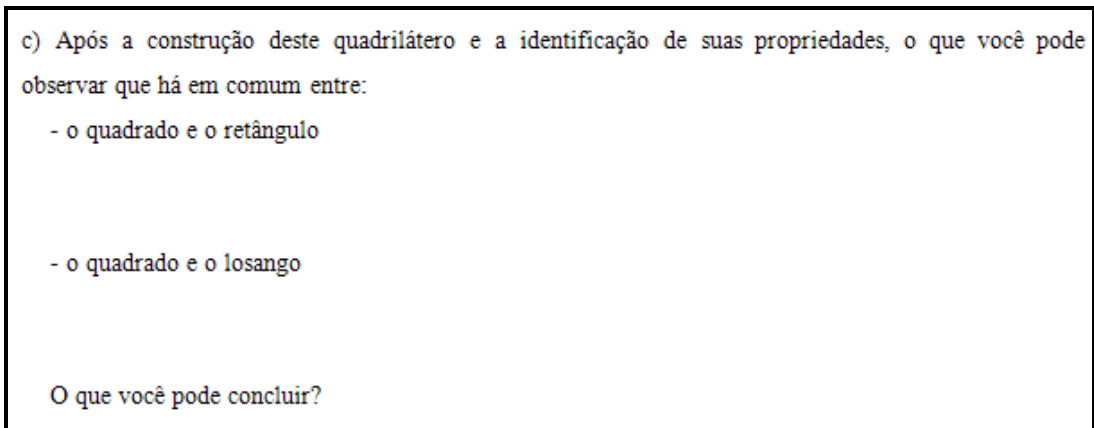 c) Após a construção deste quadrilátero e a identificação de suas propriedades, o que você pode
observar que há em comum entre:
- o quadrado e o retângulo
- o quadrado e o losango
O que você pode concluir?